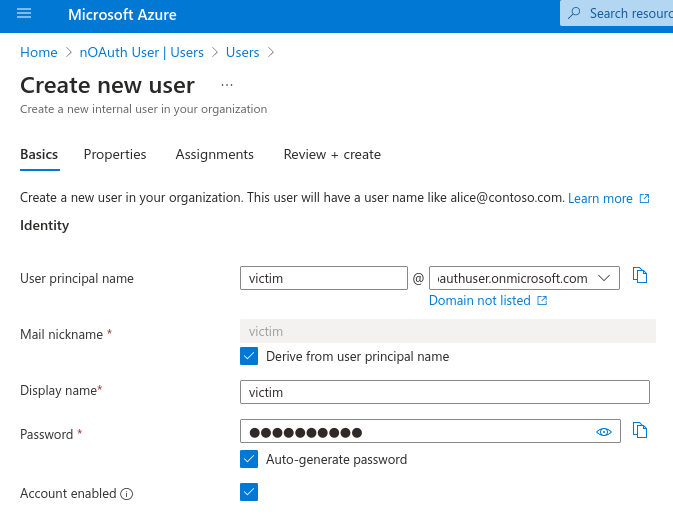 Microsoft Azure
Search resourc
Home > nOAuth User | Users > Users >
Create new user ...
Create a new internal user in your organization
Basics Properties Assignments Review + create
Create a new user in your organization. This user will have a user name like alice@contoso.com. Learn more
Identity
User principal name victim @ oauthuser.onmicrosoft.com
Domain not listed
Mail nickname * victim
Derive from user principal name
Display name* victim
Password * ●●●●●●●●●●
Auto-generate password
Account enabled